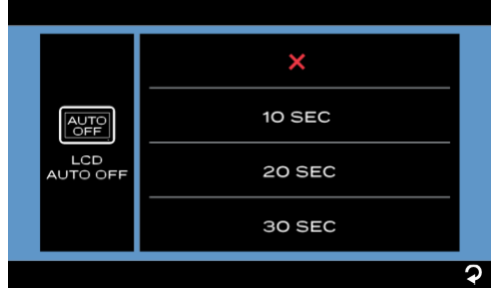 AUTO
OFF
LCD
AUTO OFF
10 SEC
20 SEC
30 SEC